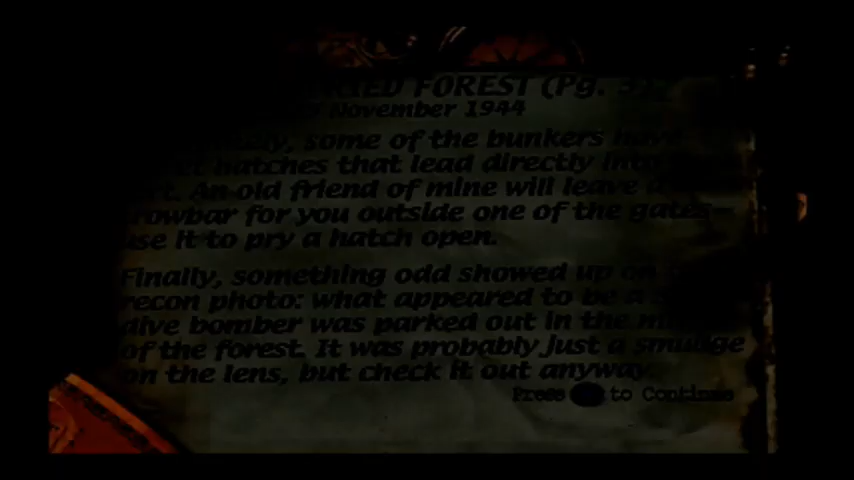 FOREST (Pg.
November 1944
some of the bunkers have
hatches that lead directly into
An old friend of mine will leave a
for you outside one of the gates-
use it to pry a hatch open.
Finally, something odd showed up on
recon photo: what appeared to be a
dive bomber was parked out in the
of the forest. It was probably just a smudge
on the lens, but check it out anyway.
Press to Continue